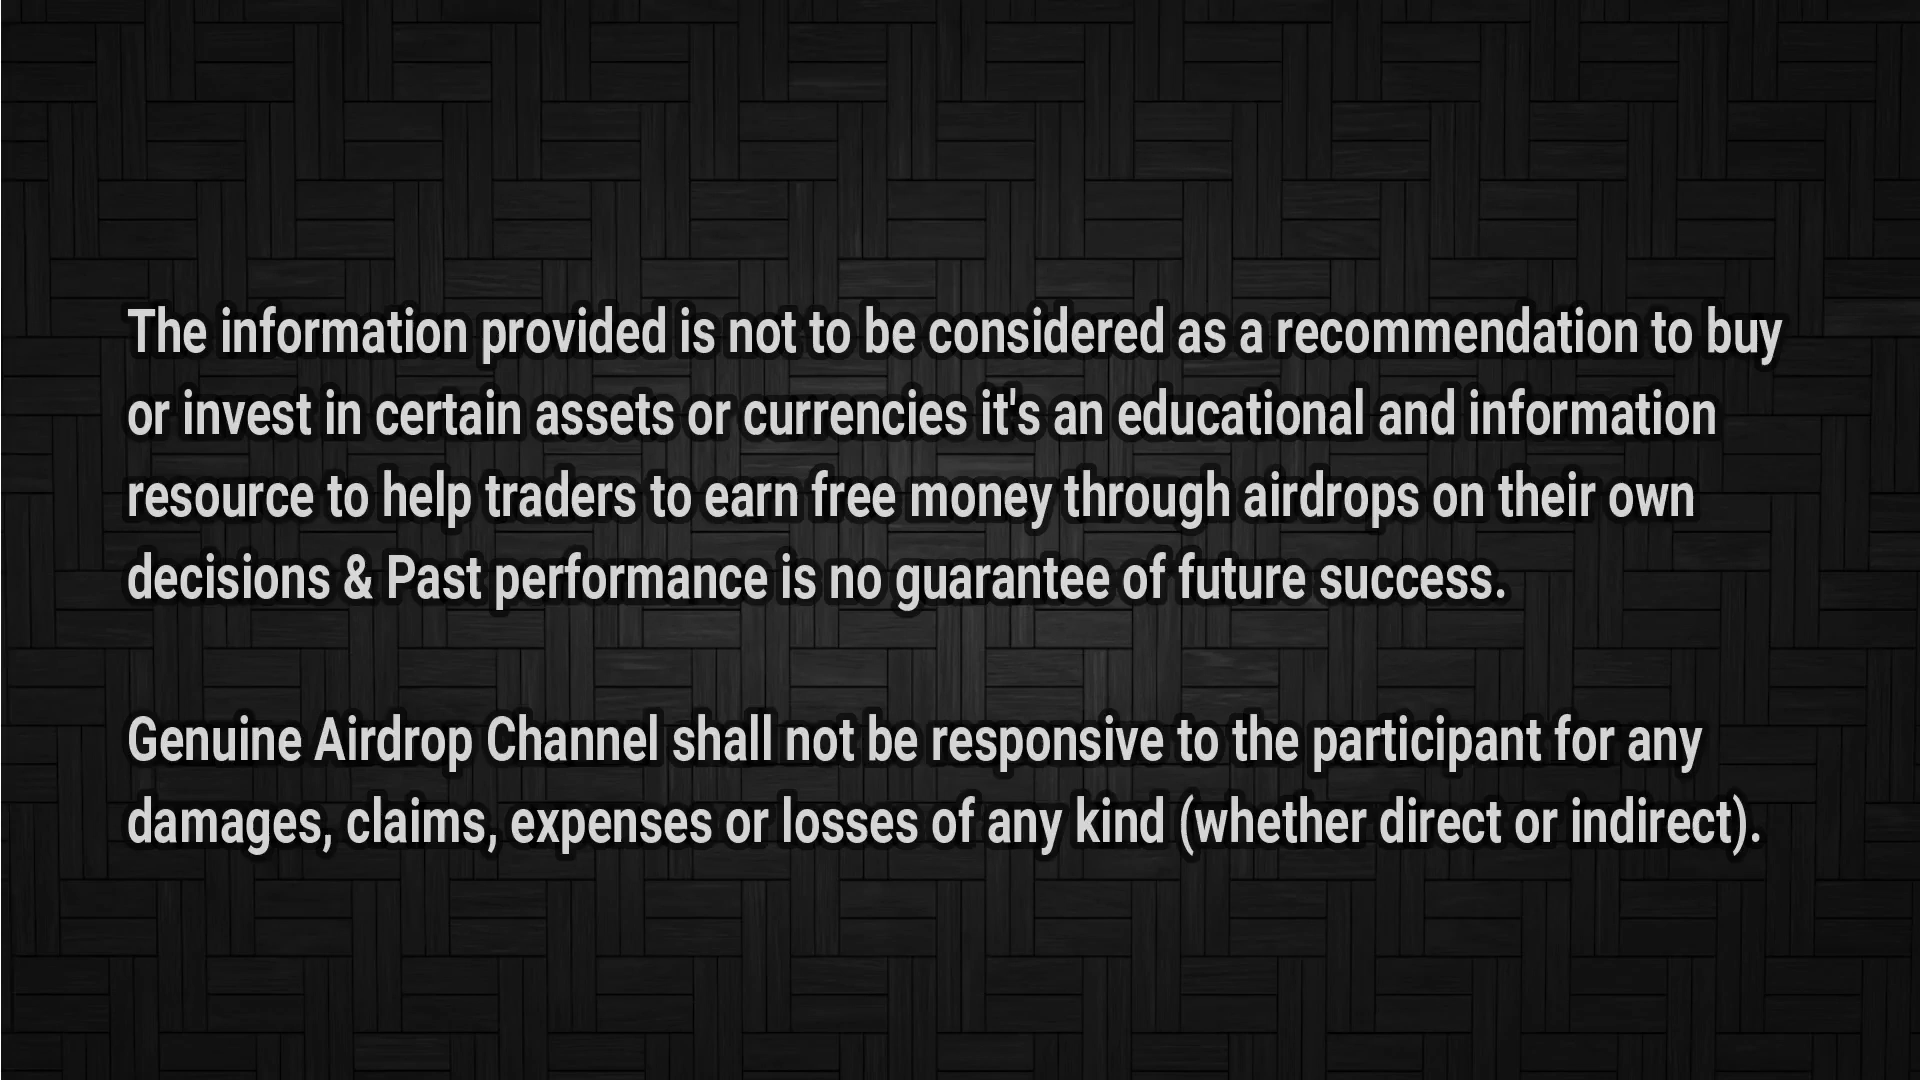 The information provided is not to be considered as a recommendation to buy
or invest in certain assets or currencies it's an educational and information
resource to help traders to earn free money through airdrops on their own
decisions & Past performance is no guarantee of future success.
Genuine Airdrop Channel shall not be responsive to the participant for any
damages, claims, expenses or losses of any kind (whether direct or indirect).